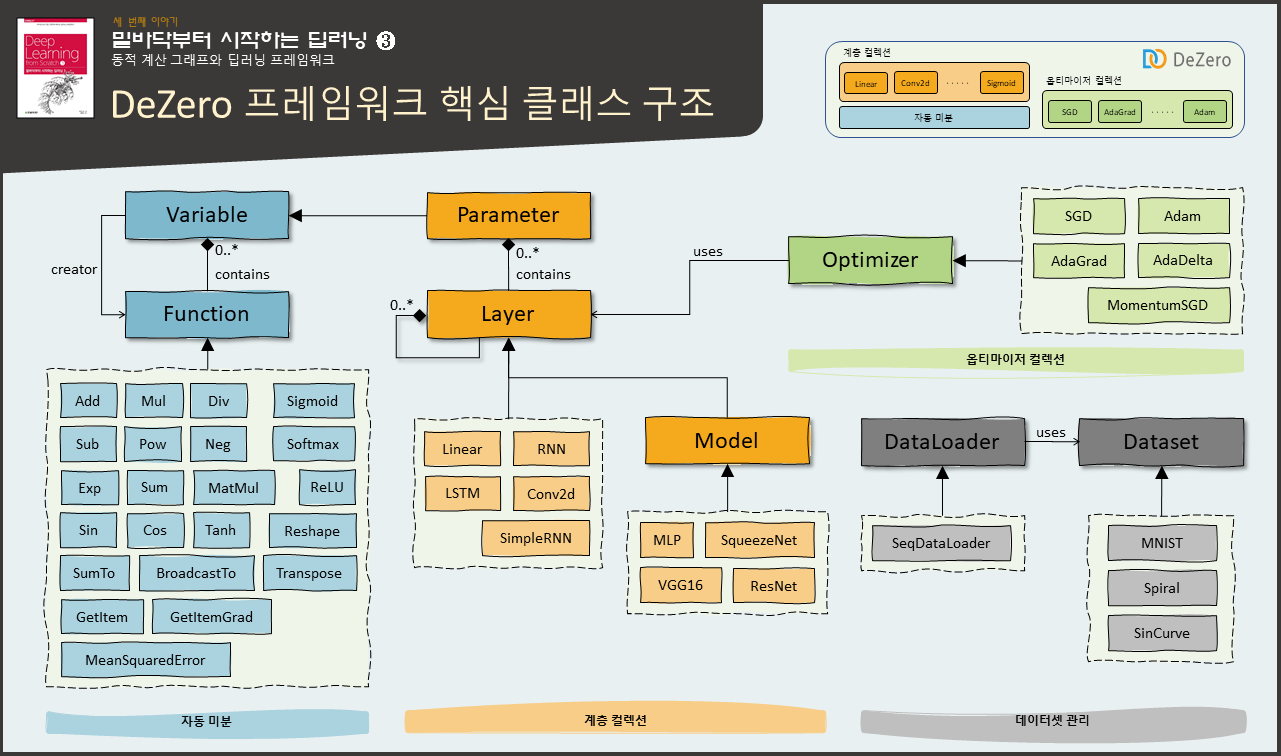 세 번째 이야기
밑바닥부터 시작하는 딥러닝 ❸
동적 계산 그래프와 딥러닝 프레임워크
DeZero 프레임워크 핵심 클래스 구조
Deep
Learning
from Scratch
계층 컬렉션
DeZero
Linear Conv2d ····· Sigmoid
자동 미분
옵티마이저 컬렉션
SGD AdaGrad ····· Adam
Variable
Parameter
0..*
contains
creator
Function
0..*
contains
0..*
Layer
uses
Optimizer
SGD Adam
AdaGrad AdaDelta
MomentumSGD
옵티마이저 컬렉션
Add Mul Div Sigmoid
Sub Pow Neg Softmax
Exp Sum MatMul ReLU
Sin Cos Tanh Reshape
SumTo BroadcastTo Transpose
GetItem GetItemGrad
MeanSquaredError
자동 미분
Linear RNN
LSTM Conv2d
SimpleRNN
Model
MLP SqueezeNet
VGG16 ResNet
계층 컬렉션
DataLoader
uses
Dataset
SeqDataLoader
MNIST
Spiral
SinCurve
데이터셋 관리